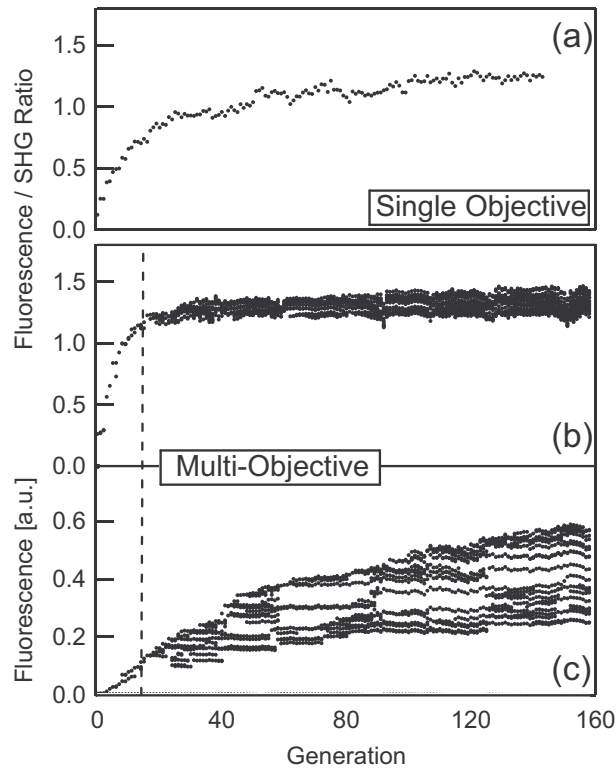 (a)
1.5
1.0
0.5
0.0
Fluorescence / SHG Ratio
Single Objective
1.5
1.0
0.5
0.0
(b)
Multi-Objective
Fluorescence [a.u.]
0.6
0.4
0.2
0.0
(c)
0 40 80 120 160
Generation